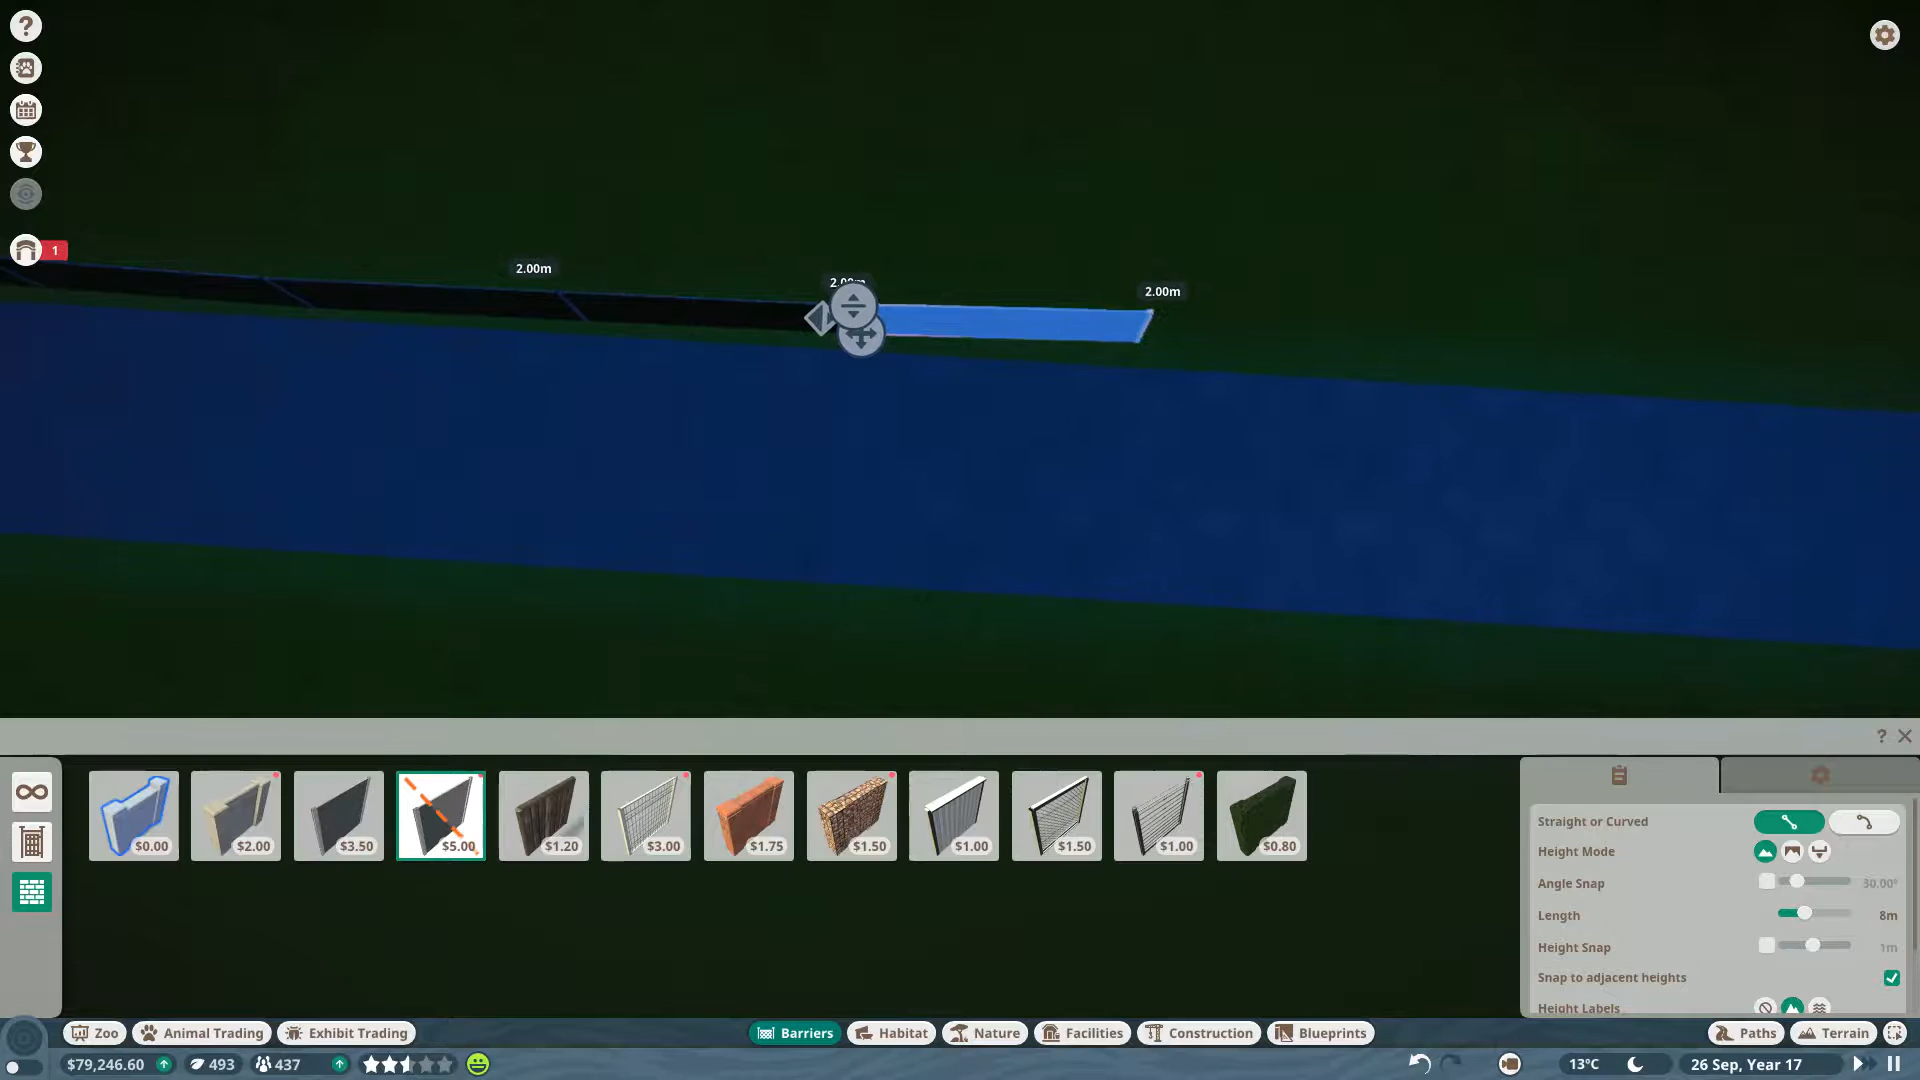 ?
1
2.00m
2.00m
2.00m
?
$0.00
$2.00
$3.50
$5.00
$1.20
$3.00
$1.75
$1.50
$1.00
$1.50
$1.00
$0.80
Straight or Curved
Height Mode
Angle Snap
30.00°
Length
8m
Height Snap
1m
Snap to adjacent heights
Height Labels
Zoo
Animal Trading
Exhibit Trading
Barriers
Habitat
Nature
Facilities
Construction
Blueprints
Paths
Terrain
$79,246.60
493
437
13°C
26 Sep, Year 17